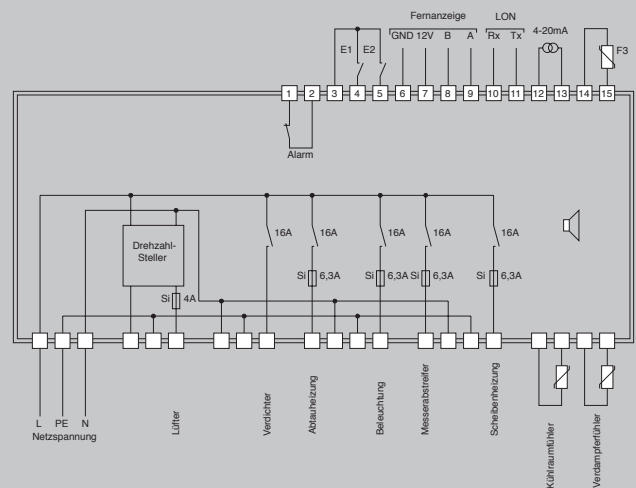 Fernanzeige LON
GND 12V B A Rx Tx 4-20mA
E1 E2 F3
1 2 3 4 5 6 7 8 9 10 11 12 13 14 15
Alarm
16A 16A 16A 16A 16A
Drehzahl-
Steller
Si 6,3A Si 6,3A Si 6,3A Si 6,3A
Si 4A
L PE N
Netzspannung
Lüfter
Verdichter
Abtauheizung
Beleuchtung
Messerabstreifer
Scheibenheizung
Kühlraumfühler
Verdampferfühler